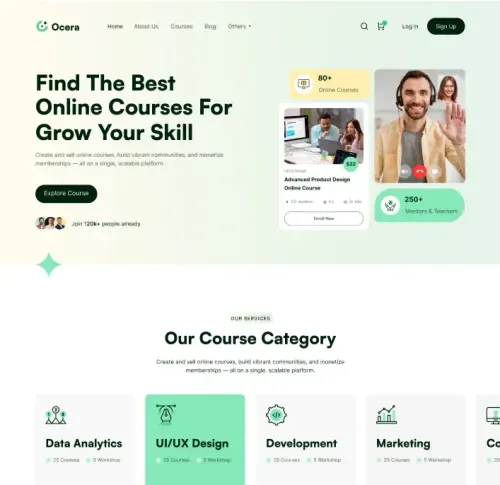 Ocera
Home About Us Courses Blog Others
Log In Sign Up
Find The Best
Online Courses For
Grow Your Skill
Create and sell online courses, build vibrant communities, and monetize
memberships — all on a single, scalable platform.
Explore Course
Join 120k+ people already
80+
Online Courses
$32
Advanced Product Design
Online Course
Enroll Now
250+
Mentors & Teachers
OUR SERVICES
Our Course Category
Create and sell online courses, build vibrant communities, and monetize
memberships — all on a single, scalable platform.
Data Analytics
25 Courses 5 Workshop
UI/UX Design
25 Courses 5 Workshop
Development
25 Courses 5 Workshop
Marketing
25 Courses 5 Workshop
Co